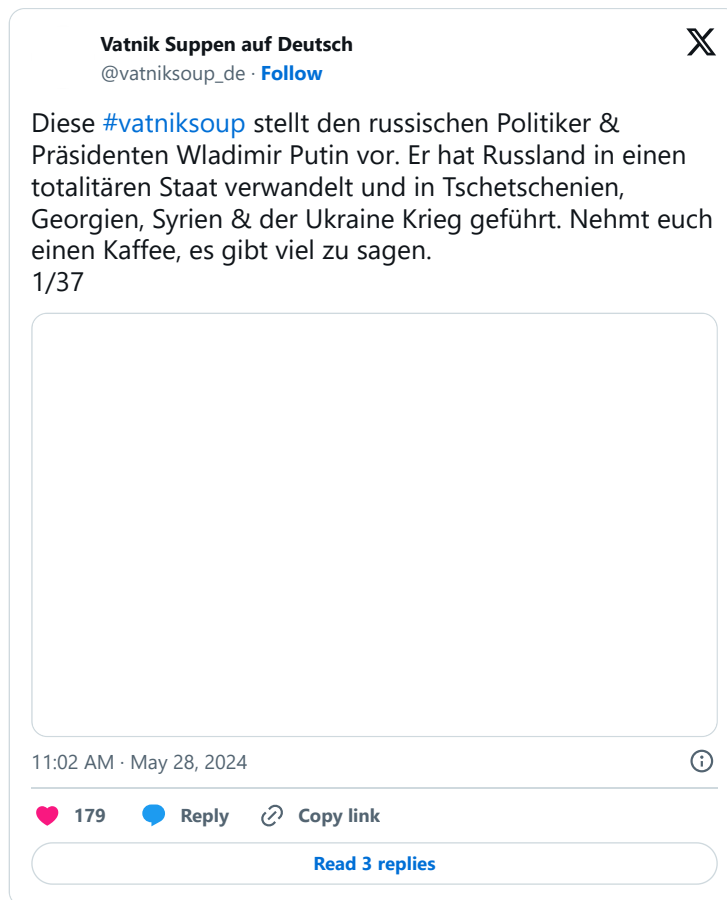 Vatnik Suppen auf Deutsch
@vatniksoup_de · Follow
Diese #vatniksoup stellt den russischen Politiker &
Präsidenten Wladimir Putin vor. Er hat Russland in einen
totalitären Staat verwandelt und in Tschetschenien,
Georgien, Syrien & der Ukraine Krieg geführt. Nehmt euch
einen Kaffee, es gibt viel zu sagen.
1/37
11:02 AM · May 28, 2024
179 Reply Copy link
Read 3 replies